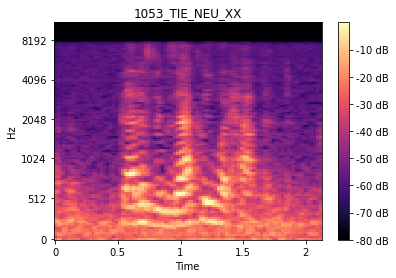 1053_TIE_NEU_XX
8192
4096
2048
1024
512
0
Hz
0
0.5
1
1.5
2
Time
-10 dB
-20 dB
-30 dB
-40 dB
-50 dB
-60 dB
-70 dB
-80 dB